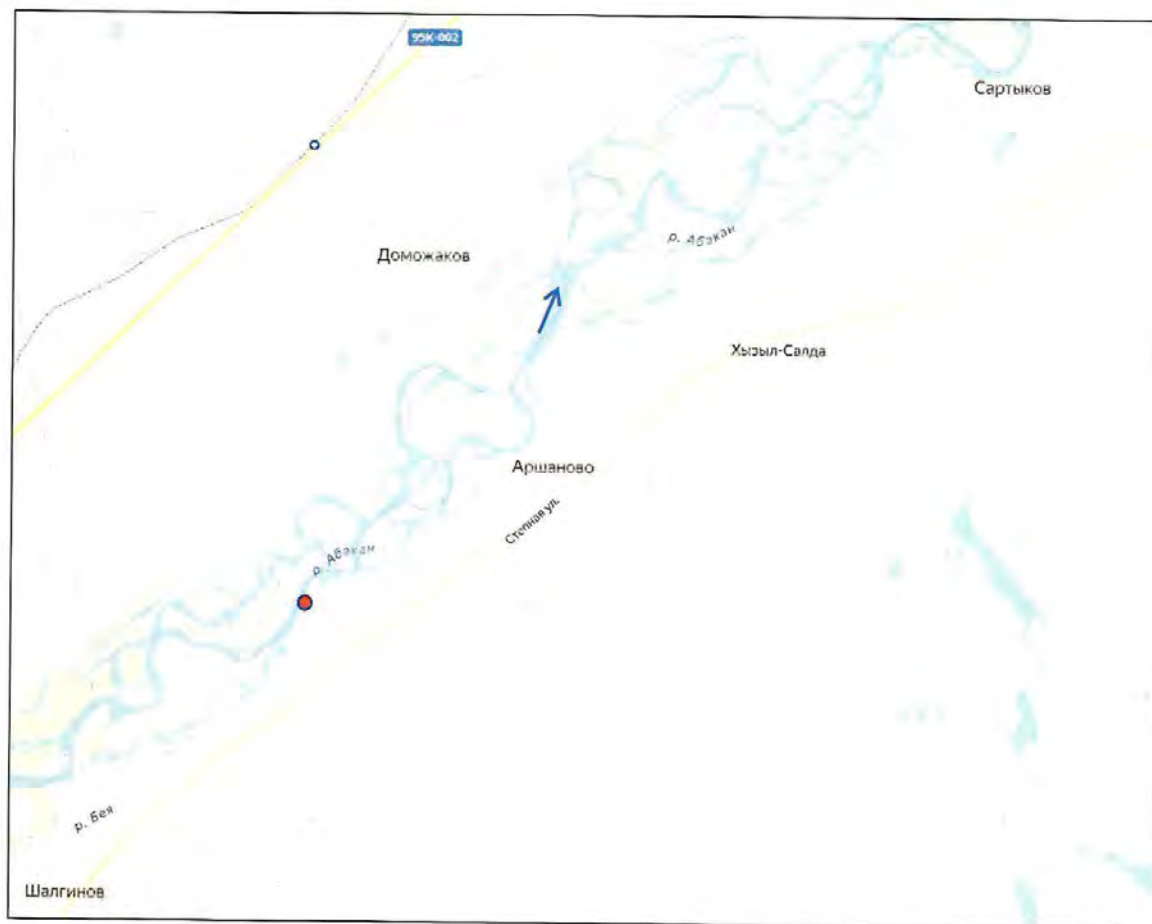 95К-002
Сартыков
р. Абакан
Доможаков
Хызыл-Салда
Аршаново
Степная ул.
р. Абакан
р. Бея
Шалгинов